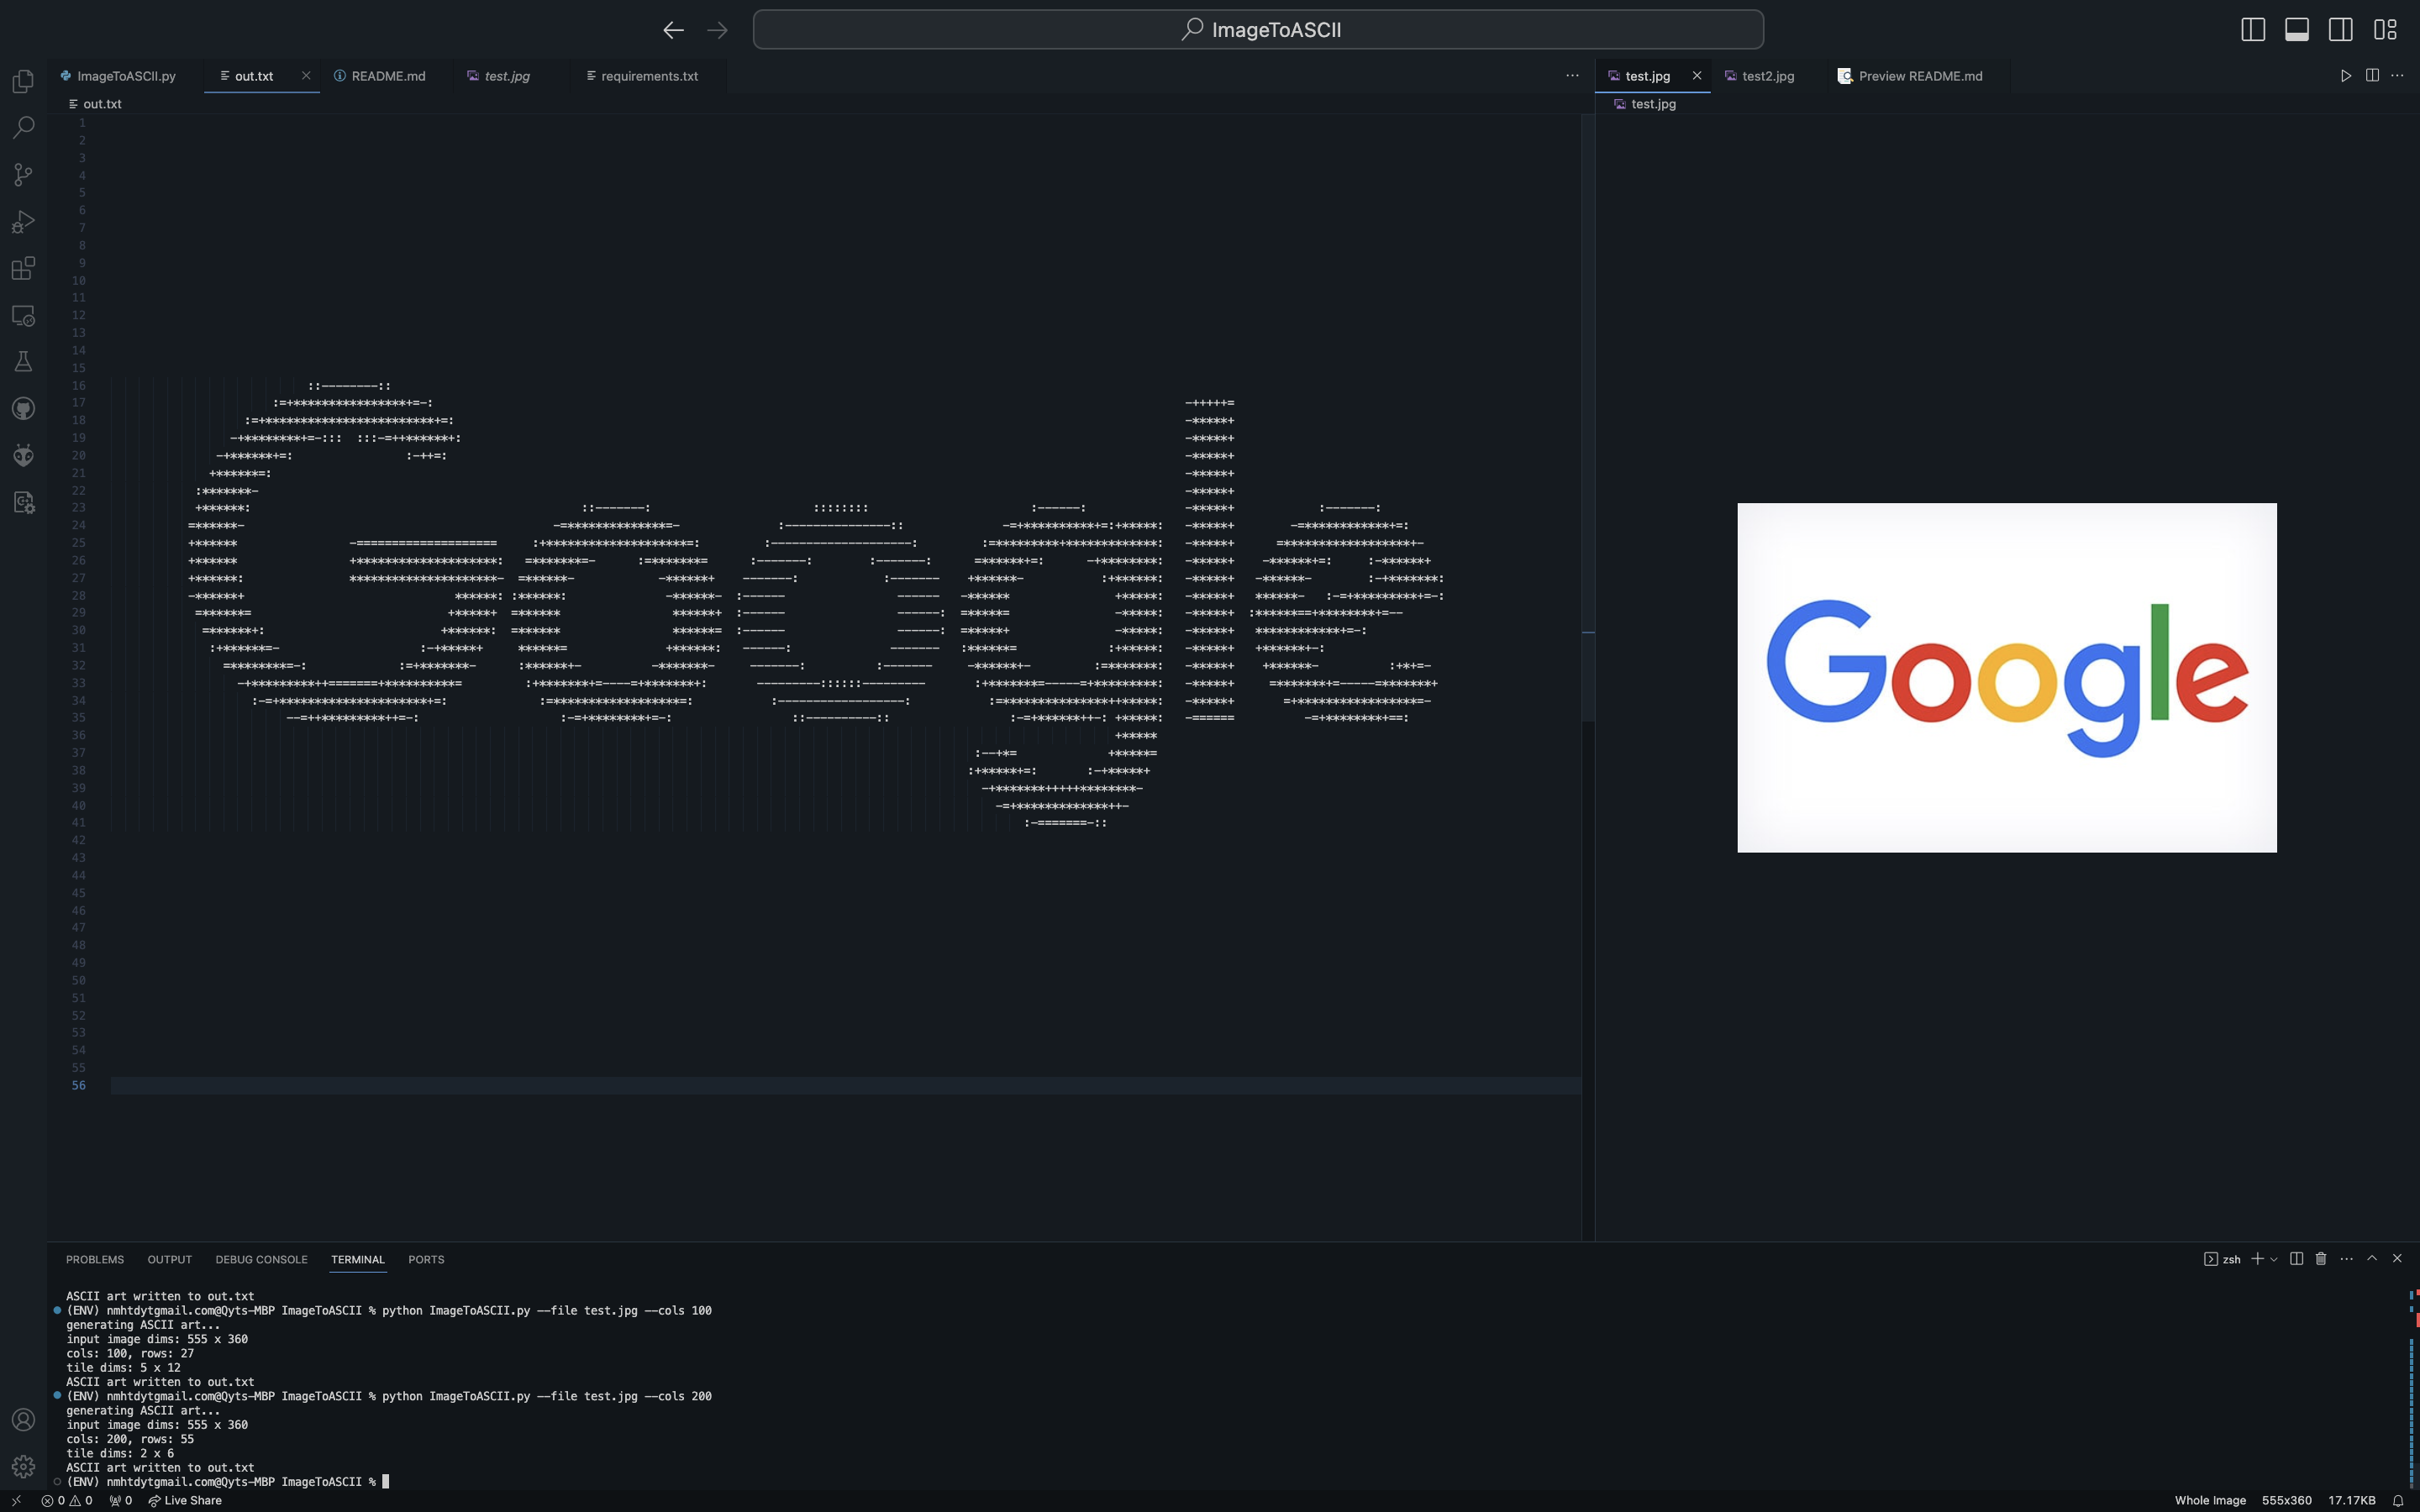 ImageToASCII
ImageToASCII.py
out.txt
README.md
test.jpg
requirements.txt
test.jpg
test2.jpg
Preview README.md
out.txt
test.jpg
1
2
3
4
5
6
7
8
9
10
11
12
13
14
15
16
17
18
19
20
21
22
23
24
25
26
27
28
29
30
31
32
33
34
35
36
37
38
39
40
41
42
43
44
45
46
47
48
49
50
51
52
53
54
55
56
Google
Google
PROBLEMS OUTPUT DEBUG CONSOLE TERMINAL PORTS
zsh
ASCII art written to out.txt
(ENV) nmhtdytgmail.com@Qyts-MBP ImageToASCII % python ImageToASCII.py --file test.jpg --cols 100
generating ASCII art...
input image dims: 555 x 360
cols: 100, rows: 27
tile dims: 5 x 12
ASCII art written to out.txt
(ENV) nmhtdytgmail.com@Qyts-MBP ImageToASCII % python ImageToASCII.py --file test.jpg --cols 200
generating ASCII art...
input image dims: 555 x 360
cols: 200, rows: 55
tile dims: 2 x 6
ASCII art written to out.txt
(ENV) nmhtdytgmail.com@Qyts-MBP ImageToASCII %
0 0 0 Live Share
Whole Image 555x360 17.17KB